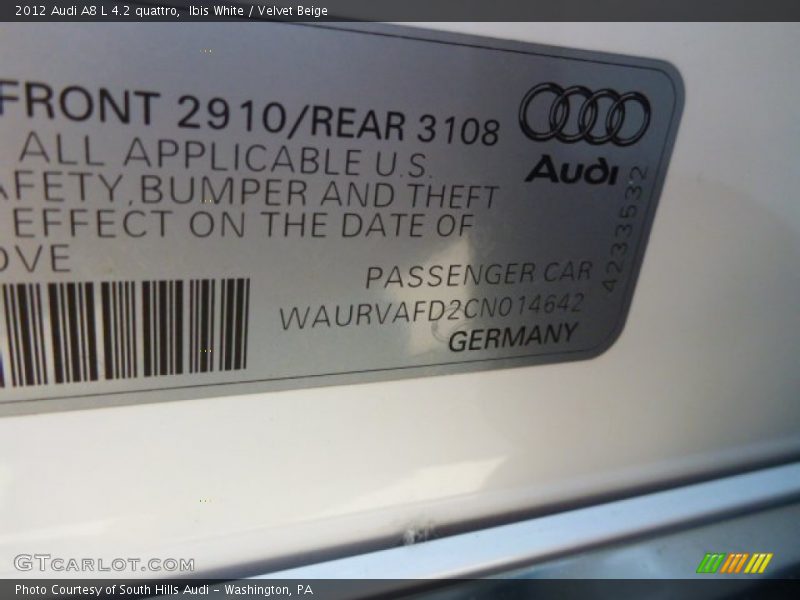 2012 Audi A8 L 4.2 quattro, Ibis White / Velvet Beige
FRONT 2910/REAR 3108
ALL APPLICABLE U.S.
AFETY, BUMPER AND THEFT
EFFECT ON THE DATE OF
OVE
Audi
4233532
PASSENGER CAR
WAURVAFD2CN014642
GERMANY
GTCARLOT.COM
Photo Courtesy of South Hills Audi - Washington, PA